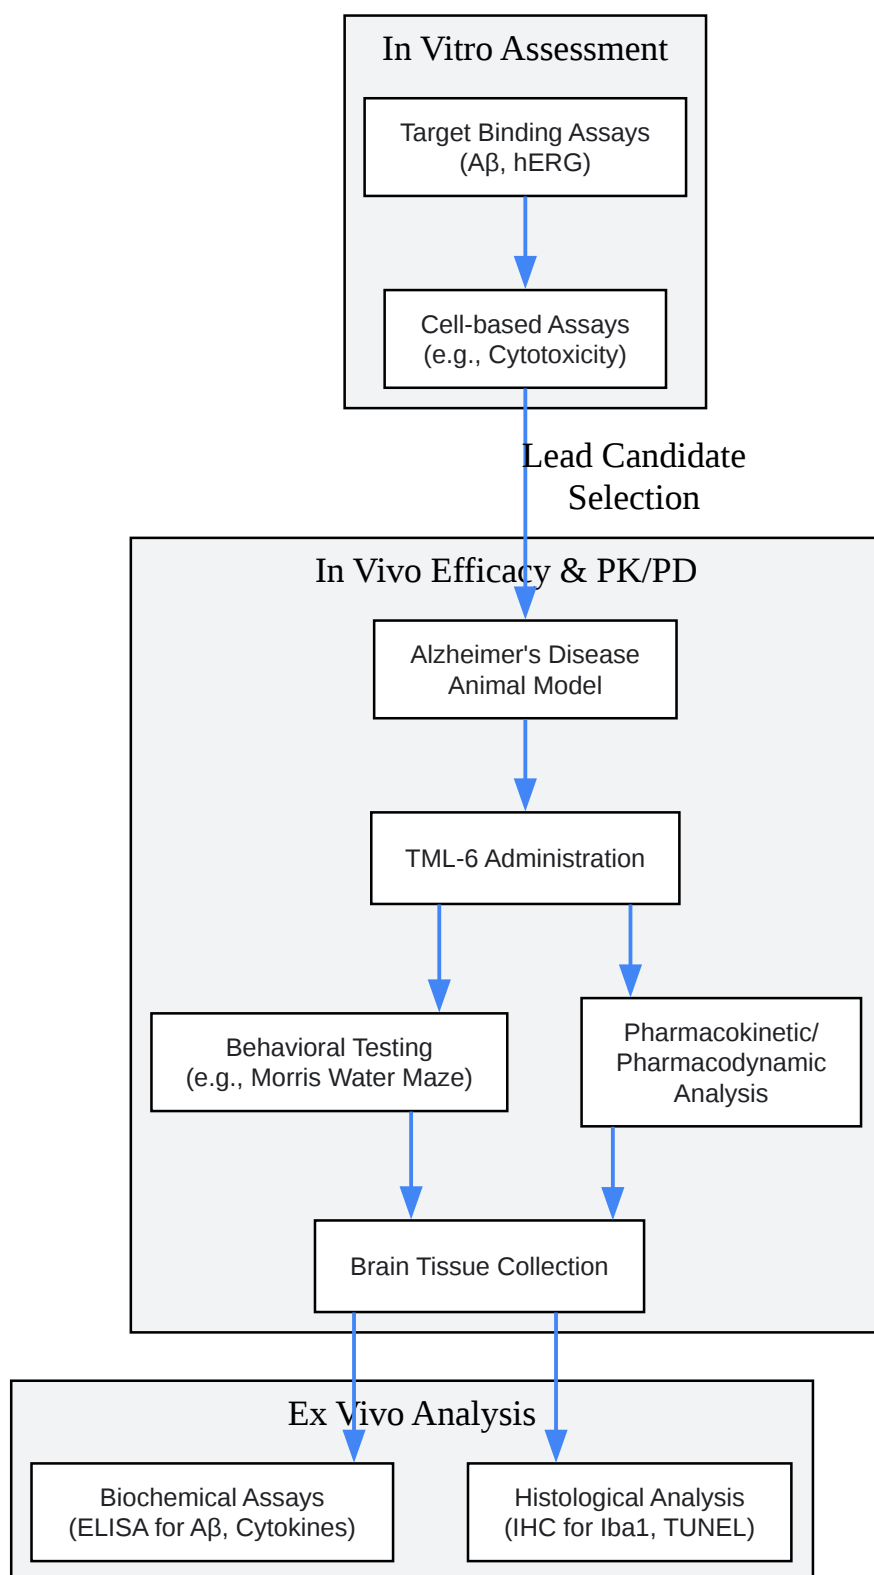 In Vitro Assessment
Target Binding Assays
(Aβ, hERG)
Cell-based Assays
(e.g., Cytotoxicity)
Lead Candidate
Selection
In Vivo Efficacy & PK/PD
Alzheimer's Disease
Animal Model
TML-6 Administration
Behavioral Testing
(e.g., Morris Water Maze)
Pharmacokinetic/
Pharmacodynamic
Analysis
Brain Tissue Collection
Ex Vivo Analysis
Biochemical Assays
(ELISA for Aβ, Cytokines)
Histological Analysis
(IHC for Iba1, TUNEL)